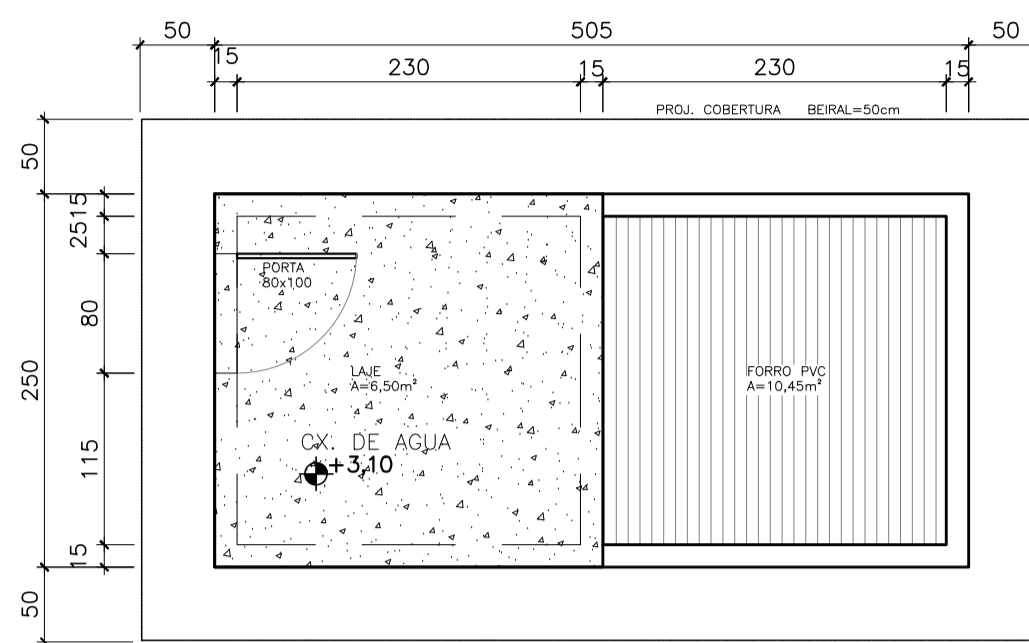 50 505 50
15 230 15 230 15
PROJ. COBERTURA BEIRAL=50cm
50
15
25
PORTA
80x100
80
250
LAJE
A=6,50m²
FORRO PVC
A=10,45m²
CX. DE AGUA
+3,10
115
15
50